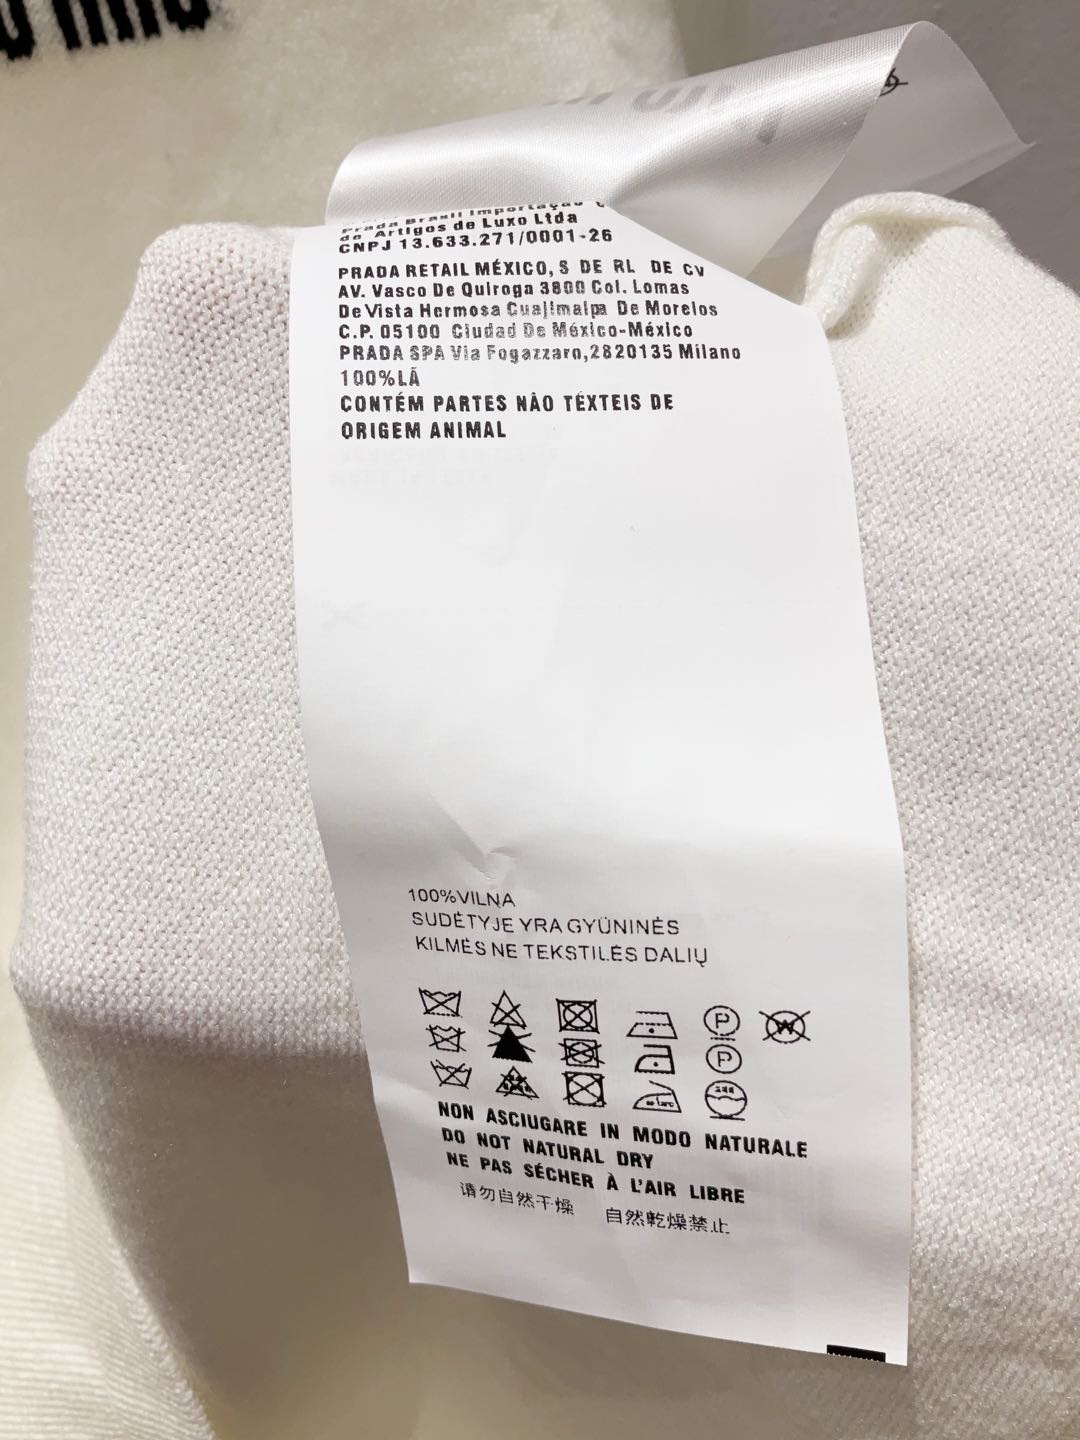 Prada Brasil Importação
de Artigos de Luxo Ltda
CNPJ 13.633.271/0001-26
PRADA RETAIL MÉXICO, S DE RL DE CV
AV. Vasco De Quiroga 3800 Col. Lomas
De Vista Hermosa Cuajimalpa De Morelos
C.P. 05100 Ciudad De México-México
PRADA SPA Via Fogazzaro,2820135 Milano
100%LÃ
CONTÉM PARTES NÂO TÉXTEIS DE
ORIGEM ANIMAL
100%VILŅA
SUDĖTYJE YRA GYŪNINĖS
KILMĖS NE TEKSTILĖS DALIŲ
P W
P
NON ASCIUGARE IN MODO NATURALE
DO NOT NATURAL DRY
NE PAS SÉCHER À L'AIR LIBRE
请勿自然干燥 自然乾燥禁止